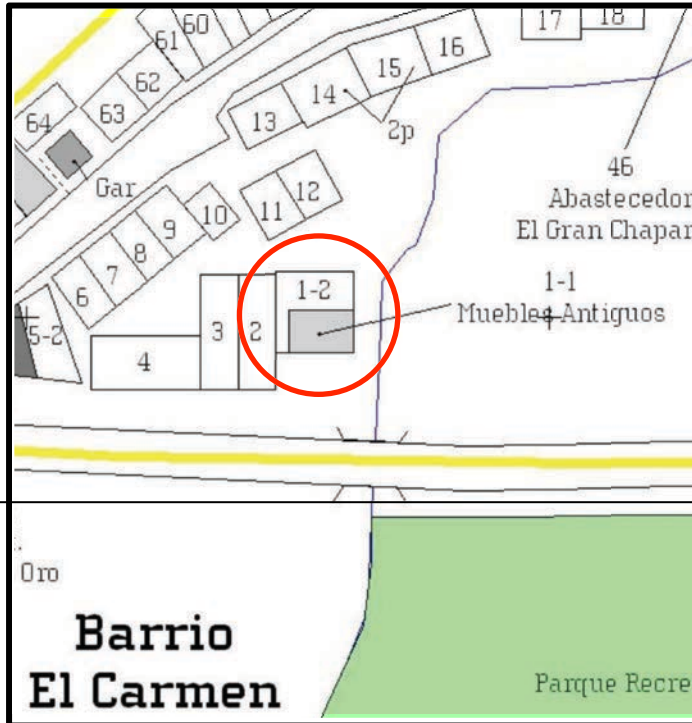 60
17
18
61
62
63
64
16
15
14
13
2p
Gar
46
Abastecedor
El Gran Chapar
12
11
10
9
8
7
6
5-2
1-2
1-1
Muebles Antiguos
3
2
4
Oro
Barrio
El Carmen
Parque Recre